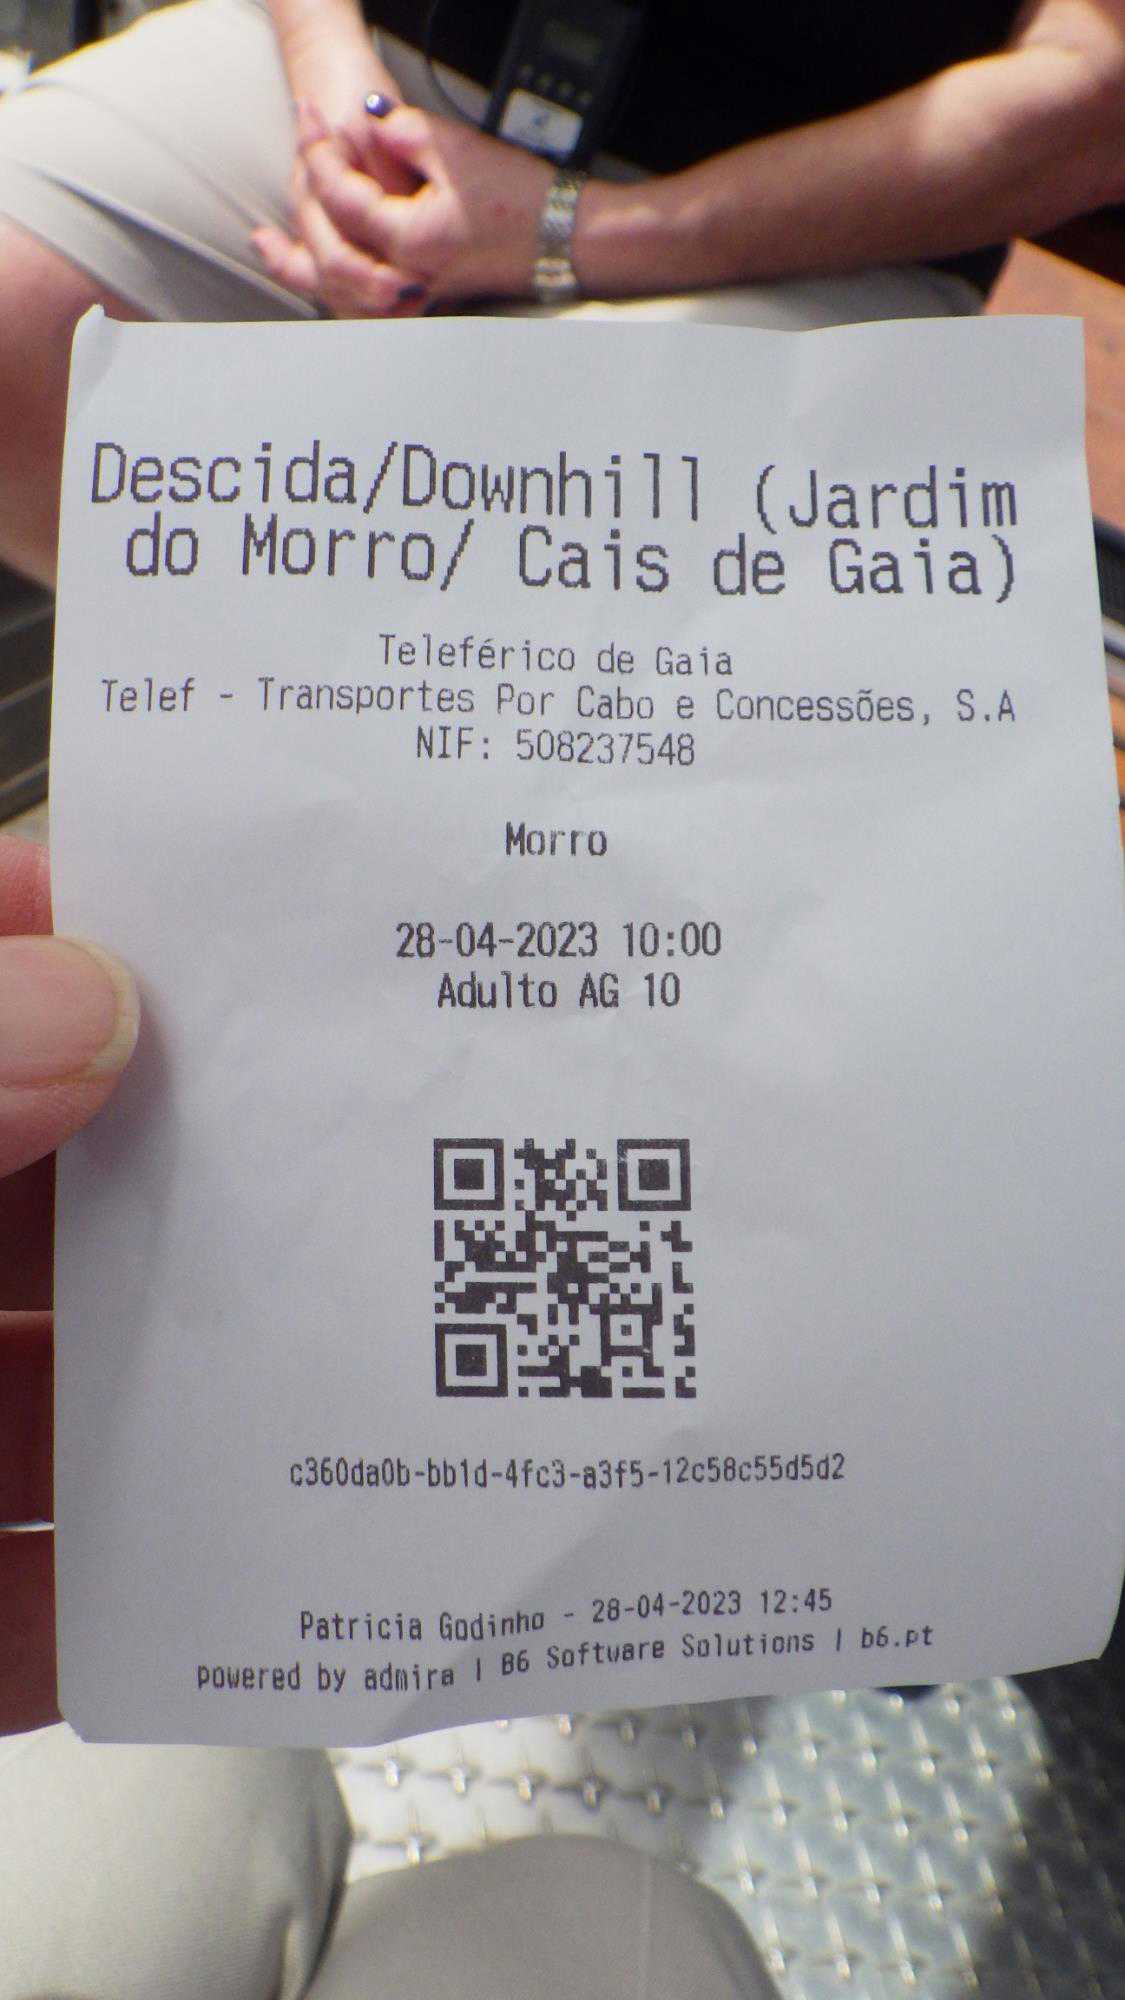 Descida/Downhill (Jardim
do Morro/ Cais de Gaia)
Teleférico de Gaia
Telef - Transportes Por Cabo e Concessões, S.A
NIF: 508237548
Morro
28-04-2023 10:00
Adulto AG 10
c360da0b-bb1d-4fc3-a3f5-12c58c55d5d2
Patricia Godinho - 28-04-2023 12:45
powered by admira | B6 Software Solutions | b6.pt